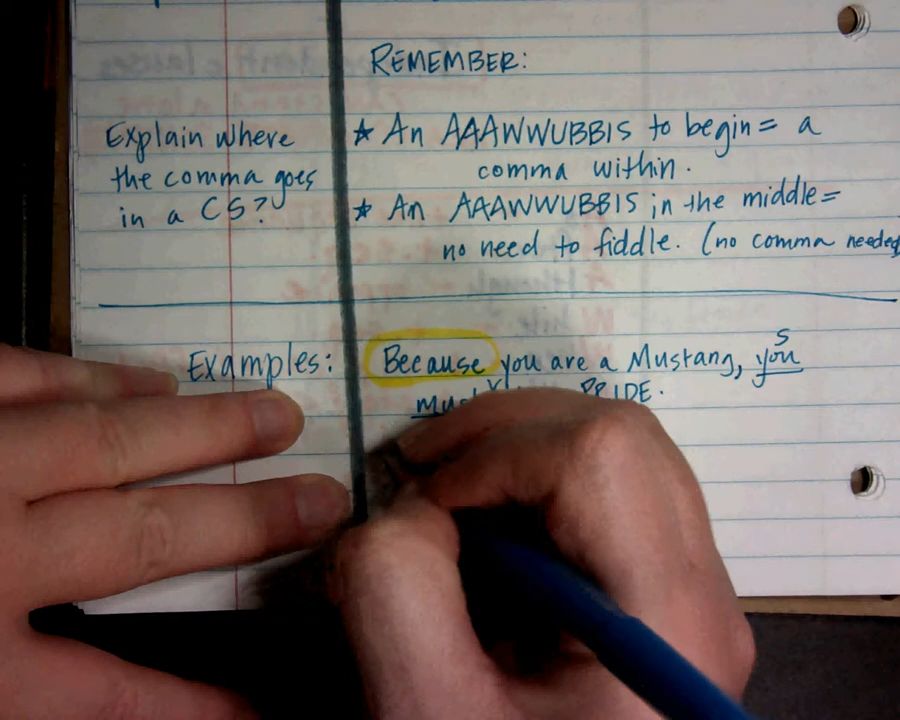 REMEMBER:
Explain where
the comma goes
in a CS?
★ An AAAWWUBBIS to begin = a
comma within.
★ An AAAWWUBBIS in the middle =
no need to fiddle. (no comma needed
Examples:
S
Because you are a Mustang, you
V
PRIDE.